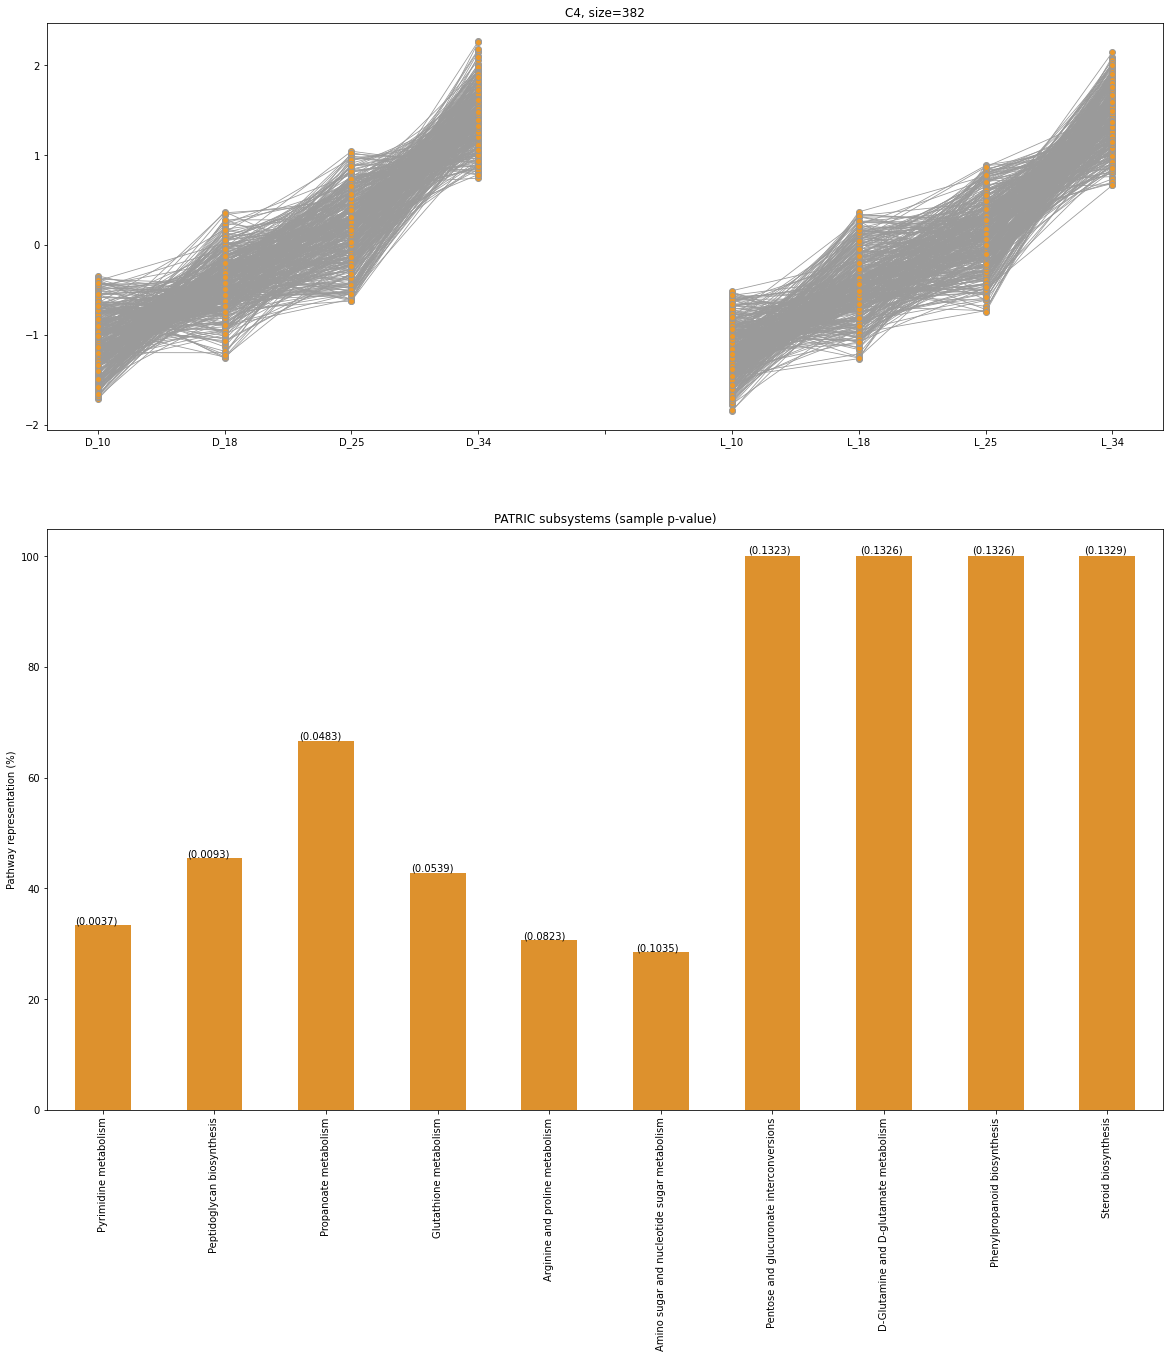 C4, size=382
2
1
0
−1
−2
D_10 D_18 D_25 D_34 L_10 L_18 L_25 L_34
PATRIC subsystems (sample p-value)
Pathway representation (%)
100
80
60
40
20
0
(0.0037)
(0.0093)
(0.0483)
(0.0539)
(0.0823)
(0.1035)
(0.1323)
(0.1326)
(0.1326)
(0.1329)
Pyrimidine metabolism
Peptidoglycan biosynthesis
Propanoate metabolism
Glutathione metabolism
Arginine and proline metabolism
Amino sugar and nucleotide sugar metabolism
Pentose and glucuronate interconversions
D-Glutamine and D-glutamate metabolism
Phenylpropanoid biosynthesis
Steroid biosynthesis